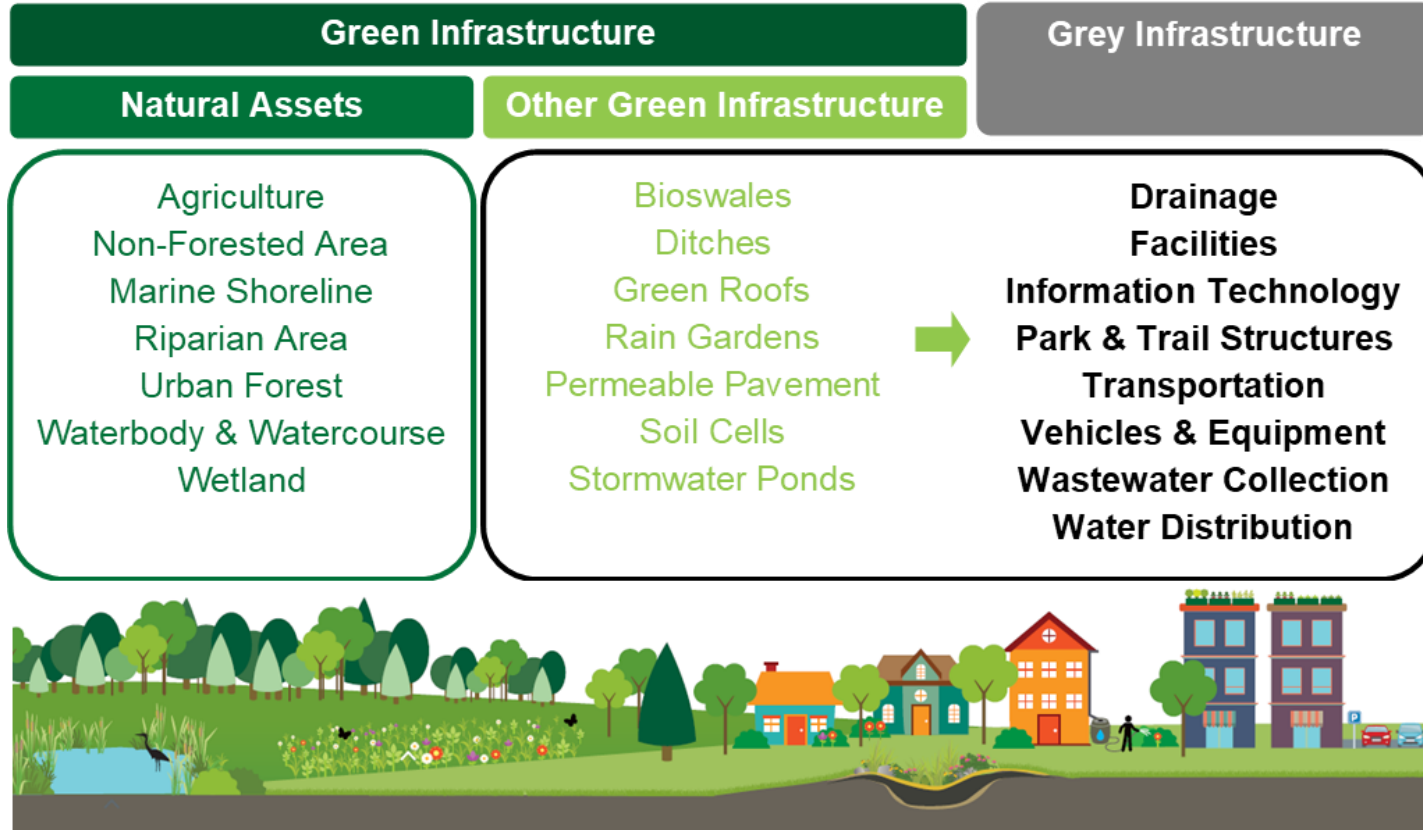 Green Infrastructure
Grey Infrastructure
Natural Assets
Other Green Infrastructure
Agriculture
Non-Forested Area
Marine Shoreline
Riparian Area
Urban Forest
Waterbody & Watercourse
Wetland
Bioswales
Ditches
Green Roofs
Rain Gardens
Permeable Pavement
Soil Cells
Stormwater Ponds
Drainage
Facilities
Information Technology
Park & Trail Structures
Transportation
Vehicles & Equipment
Wastewater Collection
Water Distribution
P